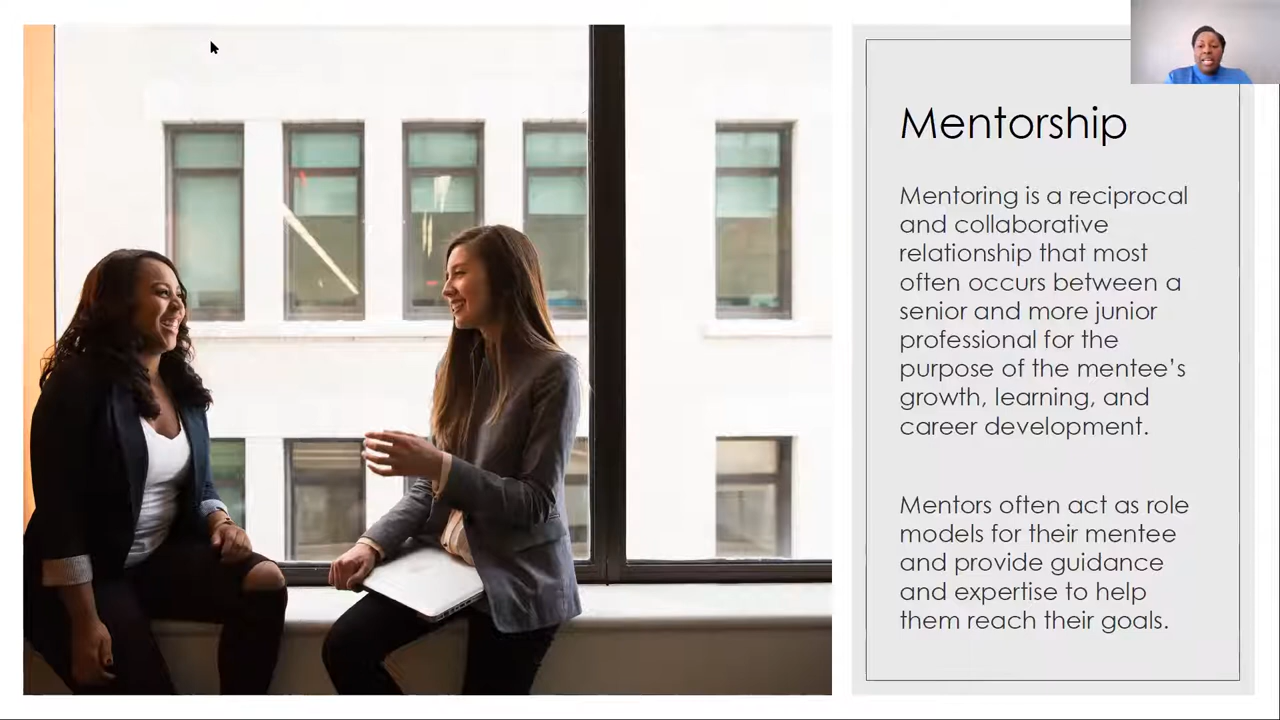 Mentorship
Mentoring is a reciprocal
and collaborative
relationship that most
often occurs between a
senior and more junior
professional for the
purpose of the mentee’s
growth, learning, and
career development.
Mentors often act as role
models for their mentee
and provide guidance
and expertise to help
them reach their goals.